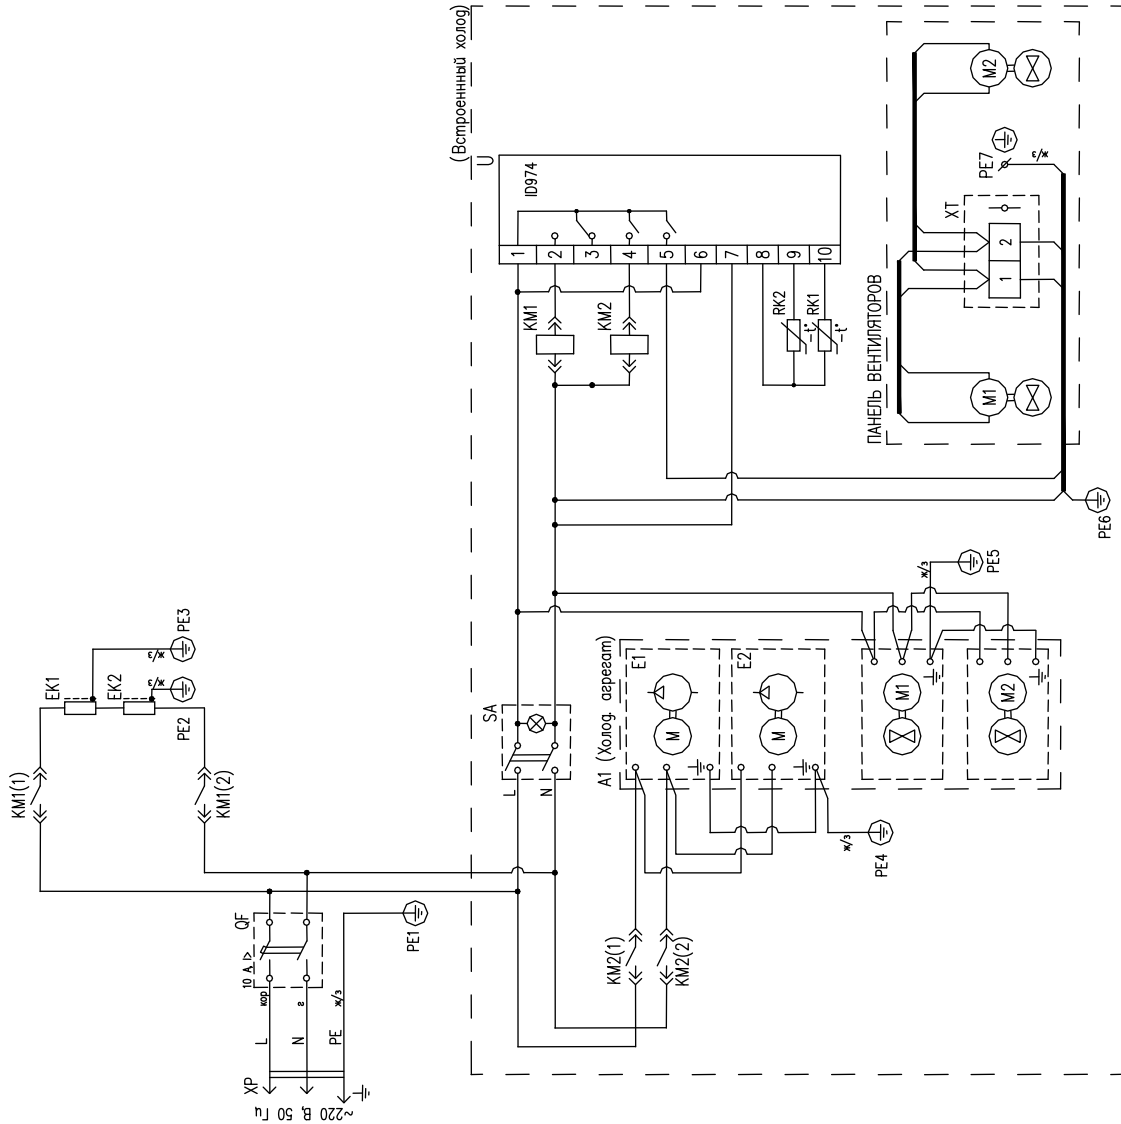 (Встроеннный холод)
U
ID974
1
2
3
4
5
6
7
8
9
10
KM1
KM2
RK2
-t°
RK1
-t°
ПАНЕЛЬ ВЕНТИЛЯТОРОВ
M2
PE7
ж/з
XT
1
2
M1
PE6
PE5
ж/з
EK1
EK2
PE3
ж/з
ж/з
PE2
KM1(1)
KM1(2)
SA
L
N
A1 (Холод. агрегат)
E1
M
E2
M
M1
M2
ж/з
PE4
QF
10 A, I>
кор
г
ж/з
PE1
L
N
PE
XP
~220 В, 50 Гц
KM2(1)
KM2(2)